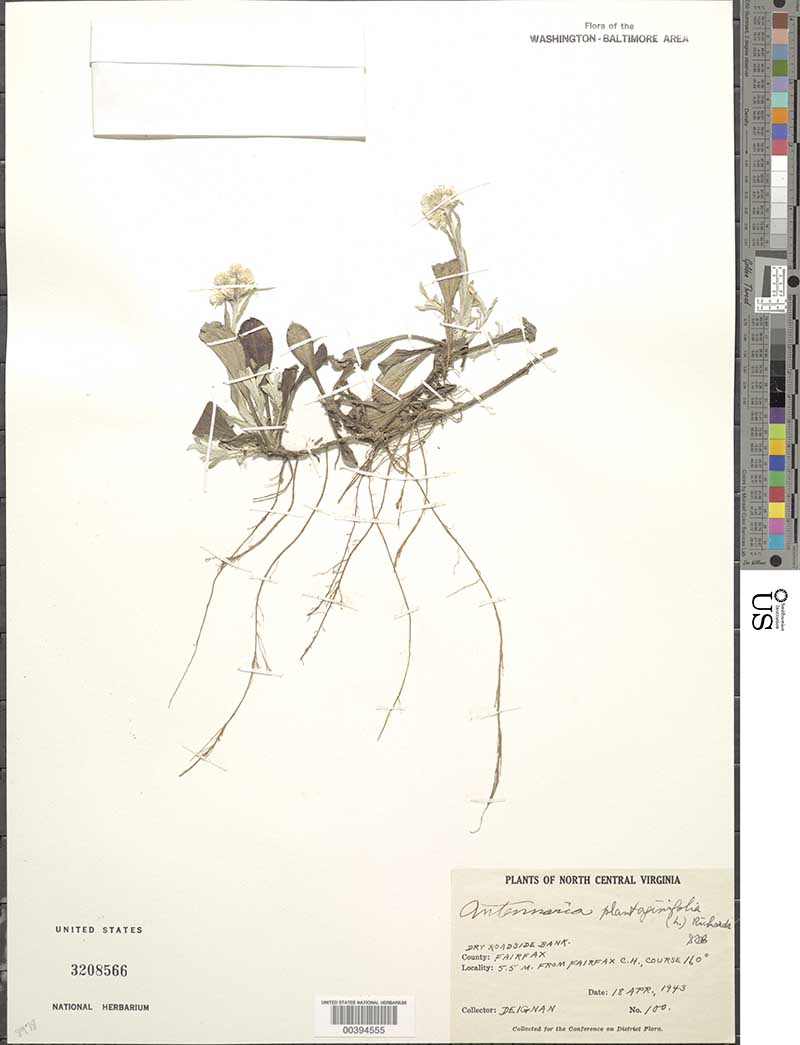 Flora of the
WASHINGTON - BALTIMORE AREA
Golden Thread
US
Smithsonian
Institution
PLANTS OF NORTH CENTRAL VIRGINIA
Antennaria plantaginifolia
(L) Richards
DRY ROADSIDE BANK.
County: FAIRFAX
Locality: 5.5 M. FROM FAIRFAX C.H., COURSE 160°
Date: 18 APR., 1943
Collector: DEIGNAN No. 100.
Collected for the Conference on District Flora.
UNITED STATES
3208566
NATIONAL HERBARIUM
UNITED STATES NATIONAL HERBARIUM
00394555